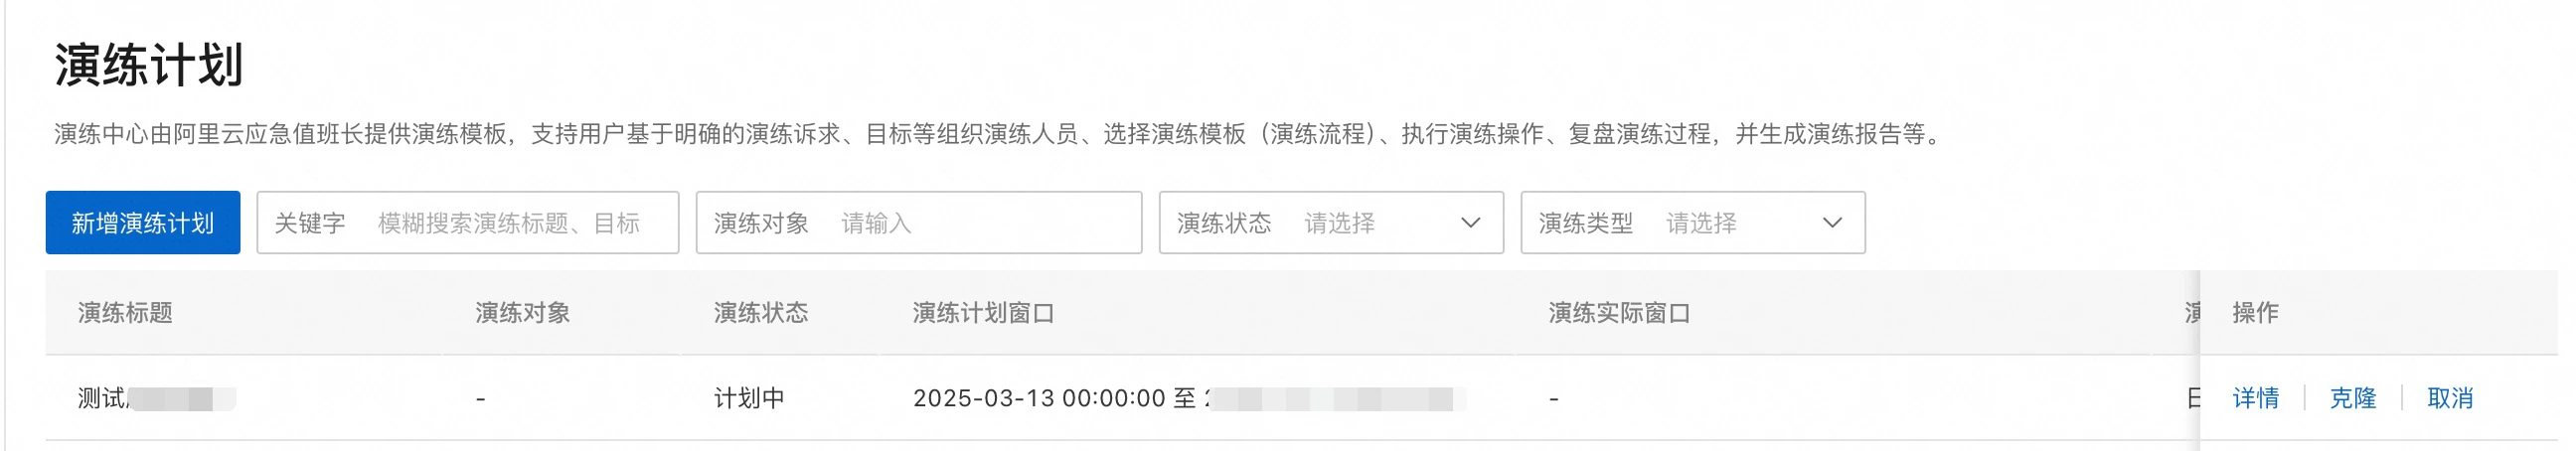 演练计划
演练中心由阿里云应急值班长提供演练模板，支持用户基于明确的演练诉求、目标等组织演练人员、选择演练模板（演练流程）、执行演练操作、复盘演练过程，并生成演练报告等。
新增演练计划 关键字 模糊搜索演练标题、目标 演练对象 请输入 演练状态 请选择 演练类型 请选择
演练标题 演练对象 演练状态 演练计划窗口 演练实际窗口 操作
测试 - 计划中 2025-03-13 00:00:00 至 - 详情 克隆 取消